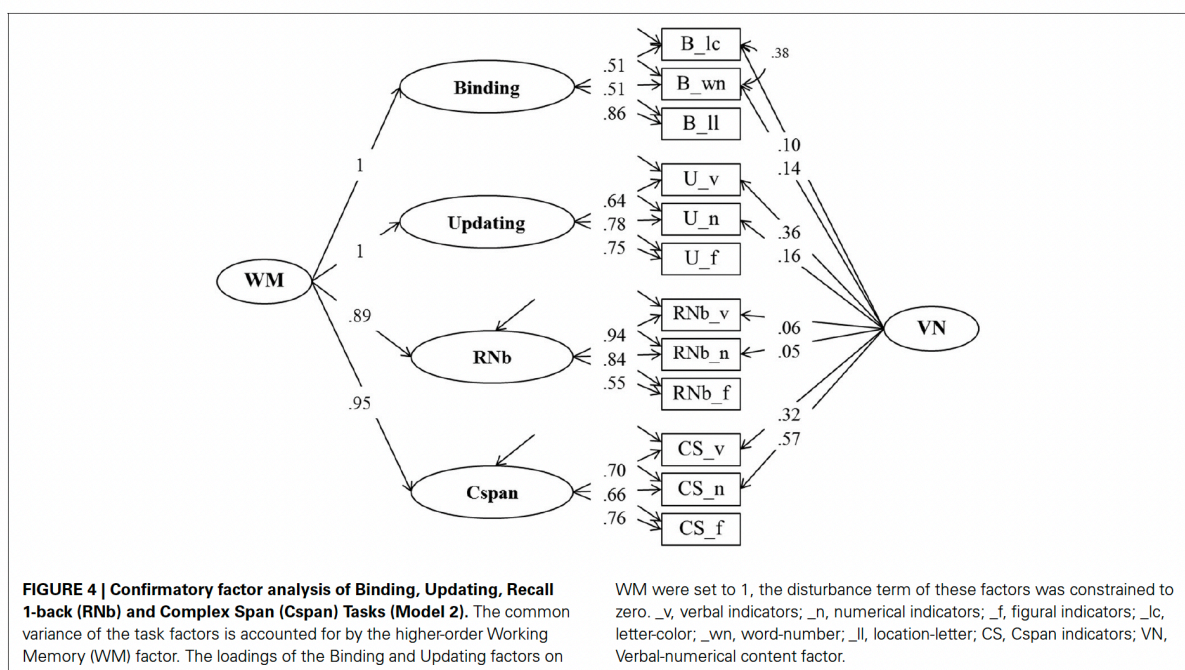 B_lc
.38
.51
Binding
B_wn
.51
.86
B_ll
.10
.14
1
U_v
.64
Updating
U_n
.78
.36
.75
U_f
.16
1
WM
.89
RNb_v
.94
.06
VN
RNb
RNb_n
.84
.05
.55
RNb_f
.95
.32
.57
CS_v
.70
Cspan
CS_n
.66
.76
CS_f
FIGURE 4 | Confirmatory factor analysis of Binding, Updating, Recall
1-back (RNb) and Complex Span (Cspan) Tasks (Model 2). The common
variance of the task factors is accounted for by the higher-order Working
Memory (WM) factor. The loadings of the Binding and Updating factors on
WM were set to 1, the disturbance term of these factors was constrained to
zero. _v, verbal indicators; _n, numerical indicators; _f, figural indicators; _lc,
letter-color; _wn, word-number; _ll, location-letter; CS, Cspan indicators; VN,
Verbal-numerical content factor.